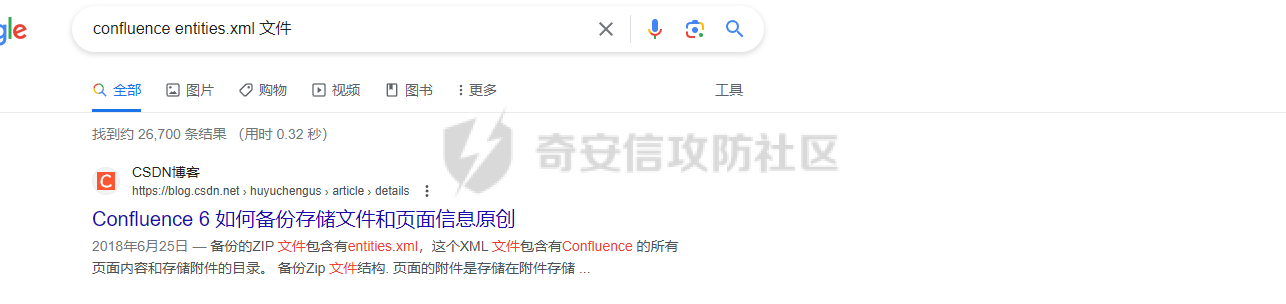 gle
confluence entities.xml 文件
全部 图片 购物 视频 图书 更多 工具
找到约 26,700 条结果 （用时 0.32 秒）
奇安信攻防社区
CSDN博客
https://blog.csdn.net › huyuchengus › article › details
Confluence 6 如何备份存储文件和页面信息原创
2018年6月25日 — 备份的ZIP 文件包含有entities.xml，这个XML 文件包含有Confluence 的所有
页面内容和存储附件的目录。 备份Zip 文件结构. 页面的附件是存储在附件存储 ...